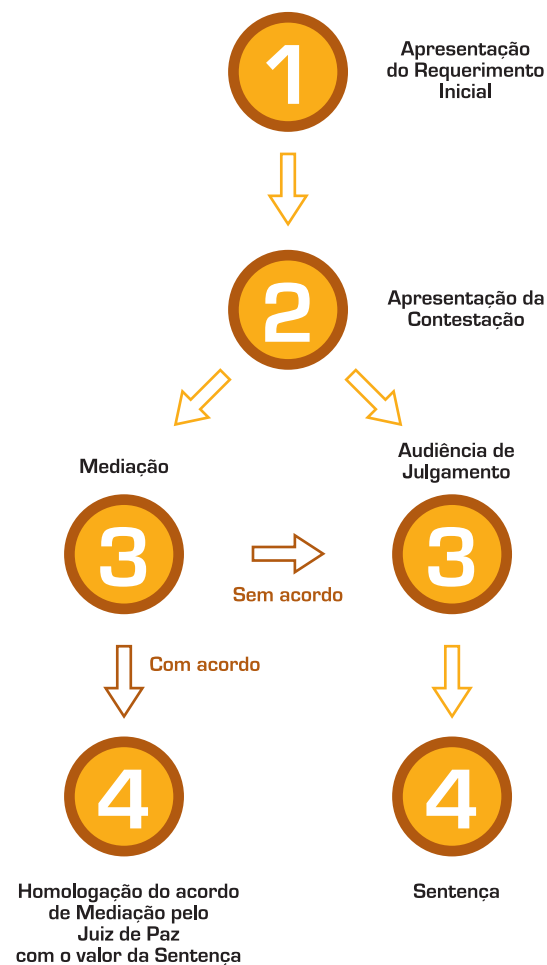 1
Apresentação
do Requerimento
Inicial
2
Apresentação da
Contestação
Mediação
Audiência de
Julgamento
3
Sem acordo
3
Com acordo
4
4
Homologação do acordo
de Mediação pelo
Juiz de Paz
com o valor da Sentença
Sentença